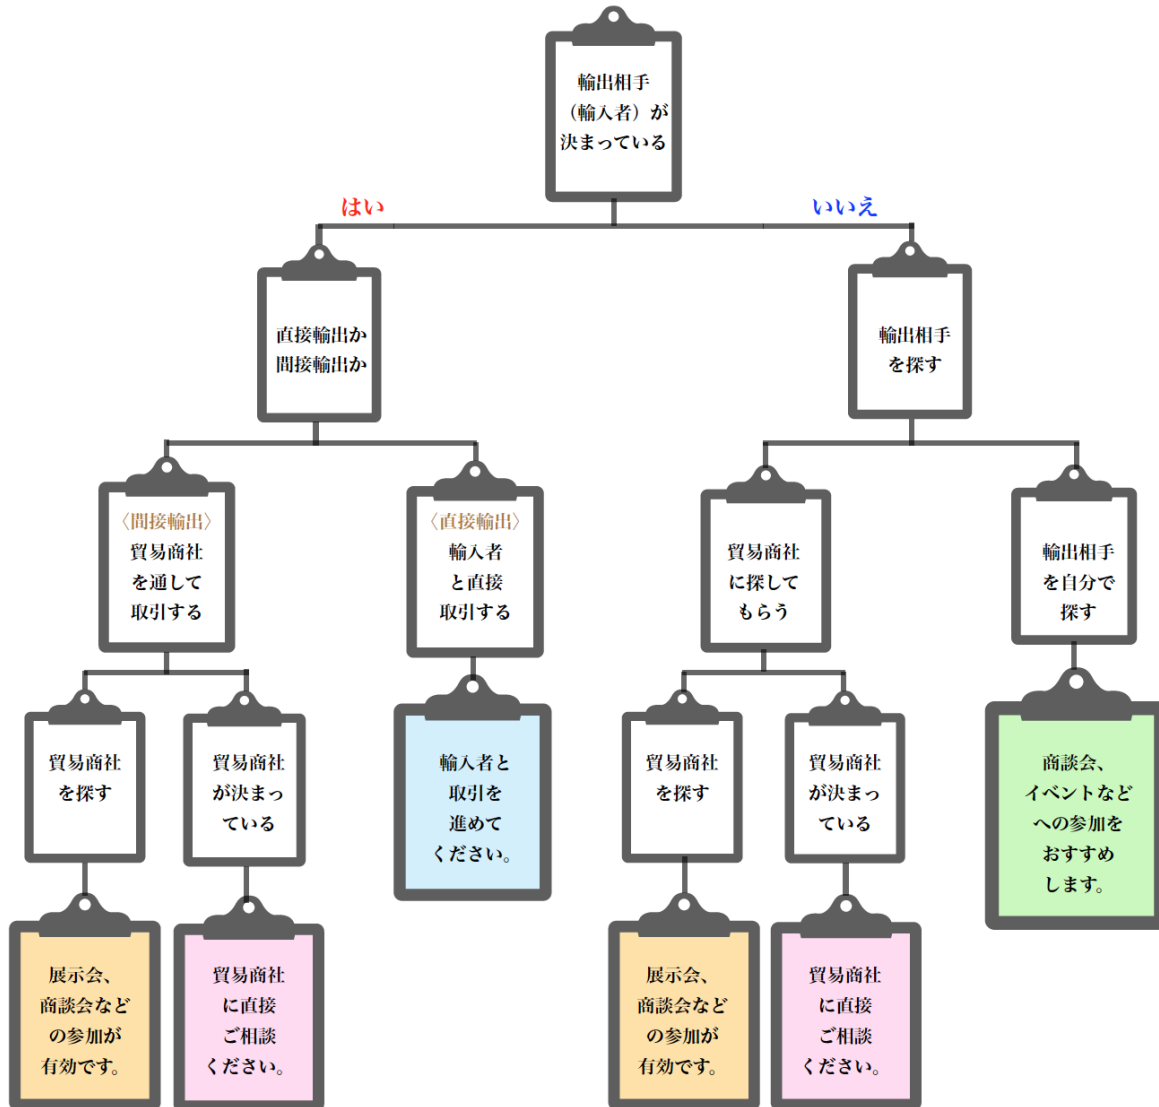 輸出相手
（輸入者）が
決まっている
はい
いいえ
直接輸出か
間接輸出か
輸出相手
を探す
〈間接輸出〉
貿易商社
を通して
取引する
〈直接輸出〉
輸入者
と直接
取引する
貿易商社
に探して
もらう
輸出相手
を自分で
探す
貿易商社
を探す
貿易商社
が決まっ
ている
輸入者と
取引を
進めて
ください。
貿易商社
を探す
貿易商社
が決まっ
ている
商談会、
イベントなど
への参加を
おすすめ
します。
展示会、
商談会など
の参加が
有効です。
貿易商社
に直接
ご相談
ください。
展示会、
商談会など
の参加が
有効です。
貿易商社
に直接
ご相談
ください。